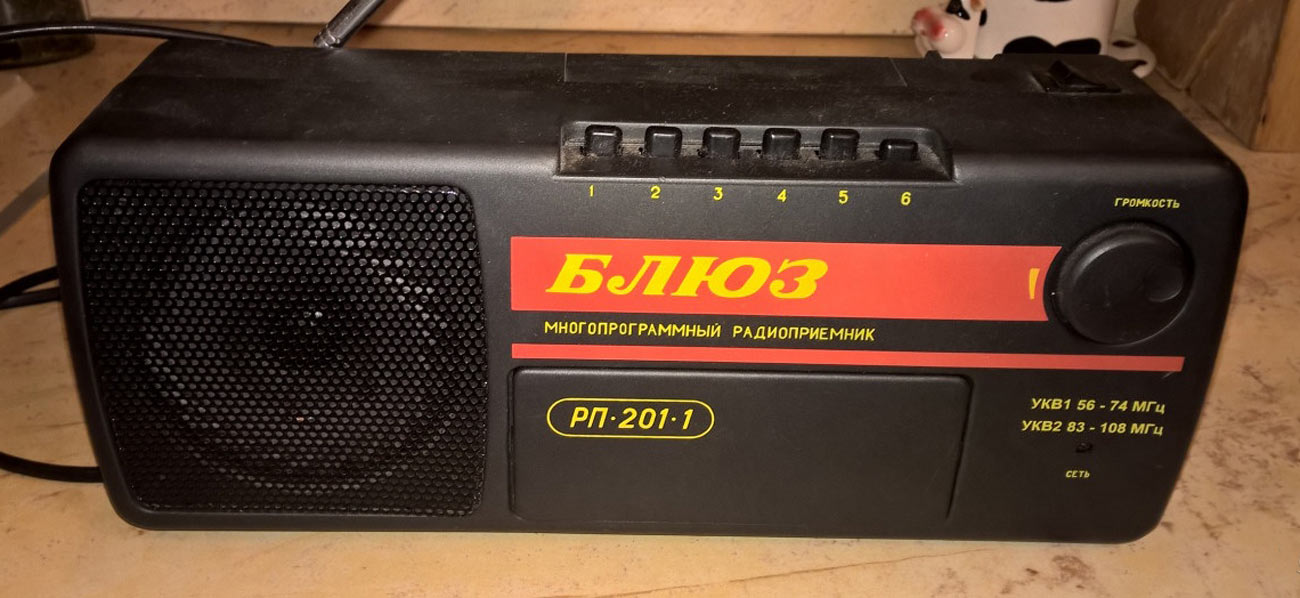 1 2 3 4 5 6
ГРОМКОСТЬ
БЛЮЗ
МНОГОПРОГРАММНЫЙ РАДИОПРИЕМНИК
РП·201·1
УКВ1 56 - 74 МГц
УКВ2 83 - 108 МГц
СЕТЬ